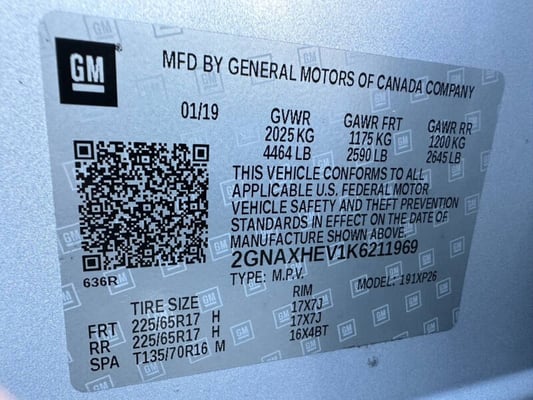 GM
MFD BY GENERAL MOTORS OF CANADA COMPANY
01/19
GVWR GAWR FRT GAWR RR
2025 KG 1175 KG 1200 KG
4464 LB 2590 LB 2645 LB
THIS VEHICLE CONFORMS TO ALL
APPLICABLE U.S. FEDERAL MOTOR
VEHICLE SAFETY AND THEFT PREVENTION
STANDARDS IN EFFECT ON THE DATE OF
MANUFACTURE SHOWN ABOVE.
2GNAXHEV1K6211969
636R
TYPE: M.P.V. MODEL: 191XP26
TIRE SIZE RIM
FRT 225/65R17 H 17X7J
RR 225/65R17 H 17X7J
SPA T135/70R16 M 16X4BT